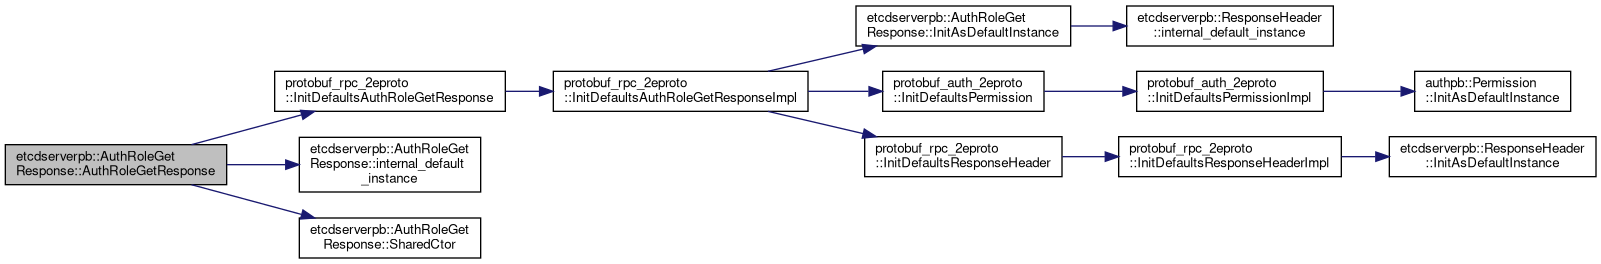 etcdserverpb::AuthRoleGet
Response::AuthRoleGetResponse
protobuf_rpc_2eproto
::InitDefaultsAuthRoleGetResponse
protobuf_rpc_2eproto
::InitDefaultsAuthRoleGetResponseImpl
etcdserverpb::AuthRoleGet
Response::InitAsDefaultInstance
etcdserverpb::ResponseHeader
::internal_default_instance
protobuf_auth_2eproto
::InitDefaultsPermission
protobuf_auth_2eproto
::InitDefaultsPermissionImpl
authpb::Permission
::InitAsDefaultInstance
protobuf_rpc_2eproto
::InitDefaultsResponseHeader
protobuf_rpc_2eproto
::InitDefaultsResponseHeaderImpl
etcdserverpb::ResponseHeader
::InitAsDefaultInstance
etcdserverpb::AuthRoleGet
Response::internal_default
_instance
etcdserverpb::AuthRoleGet
Response::SharedCtor